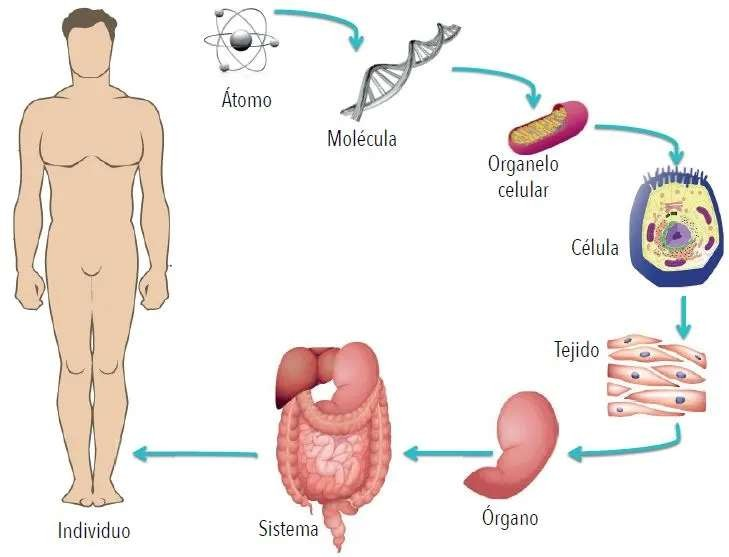 Átomo
Molécula
Organelo
celular
Célula
Tejido
Órgano
Sistema
Individuo